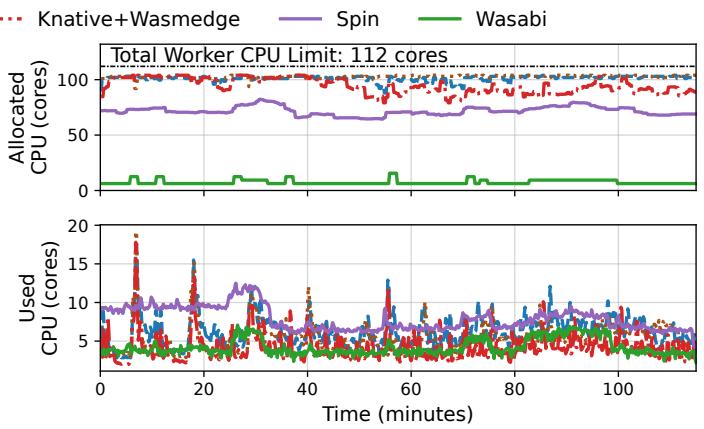 Knative+Wasmedge Spin Wasabi
Total Worker CPU Limit: 112 cores
Allocated
CPU (cores)
100
50
0
Used
CPU (cores)
20
15
10
5
0 20 40 60 80 100
Time (minutes)